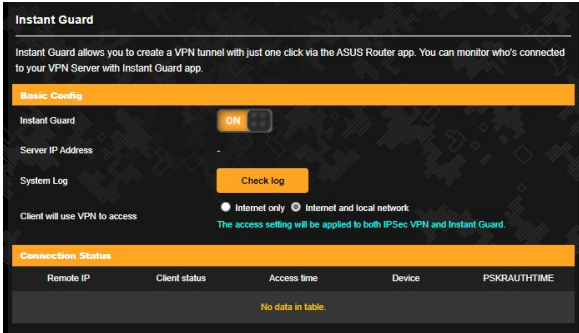 Instant Guard
Instant Guard allows you to create a VPN tunnel with just one click via the ASUS Router app. You can monitor who's connected
to your VPN Server with Instant Guard app.
Basic Config
Instant Guard
ON
Server IP Address
-
System Log
Check log
Client will use VPN to access
Internet only Internet and local network
The access setting will be applied to both IPSec VPN and Instant Guard.
Connection Status
Remote IP Client status Access time Device PSKRAUTHTIME
No data in table.